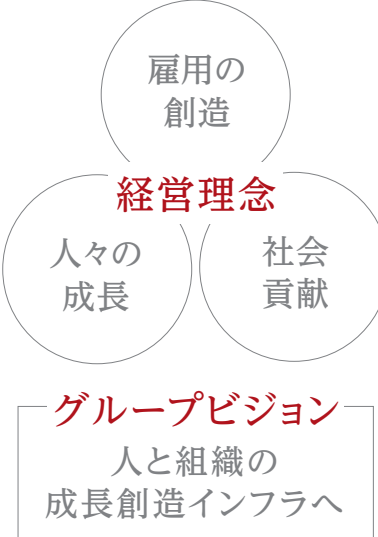 雇用の
創造
経営理念
人々の
成長
社会
貢献
グループビジョン
人と組織の
成長創造インフラへ